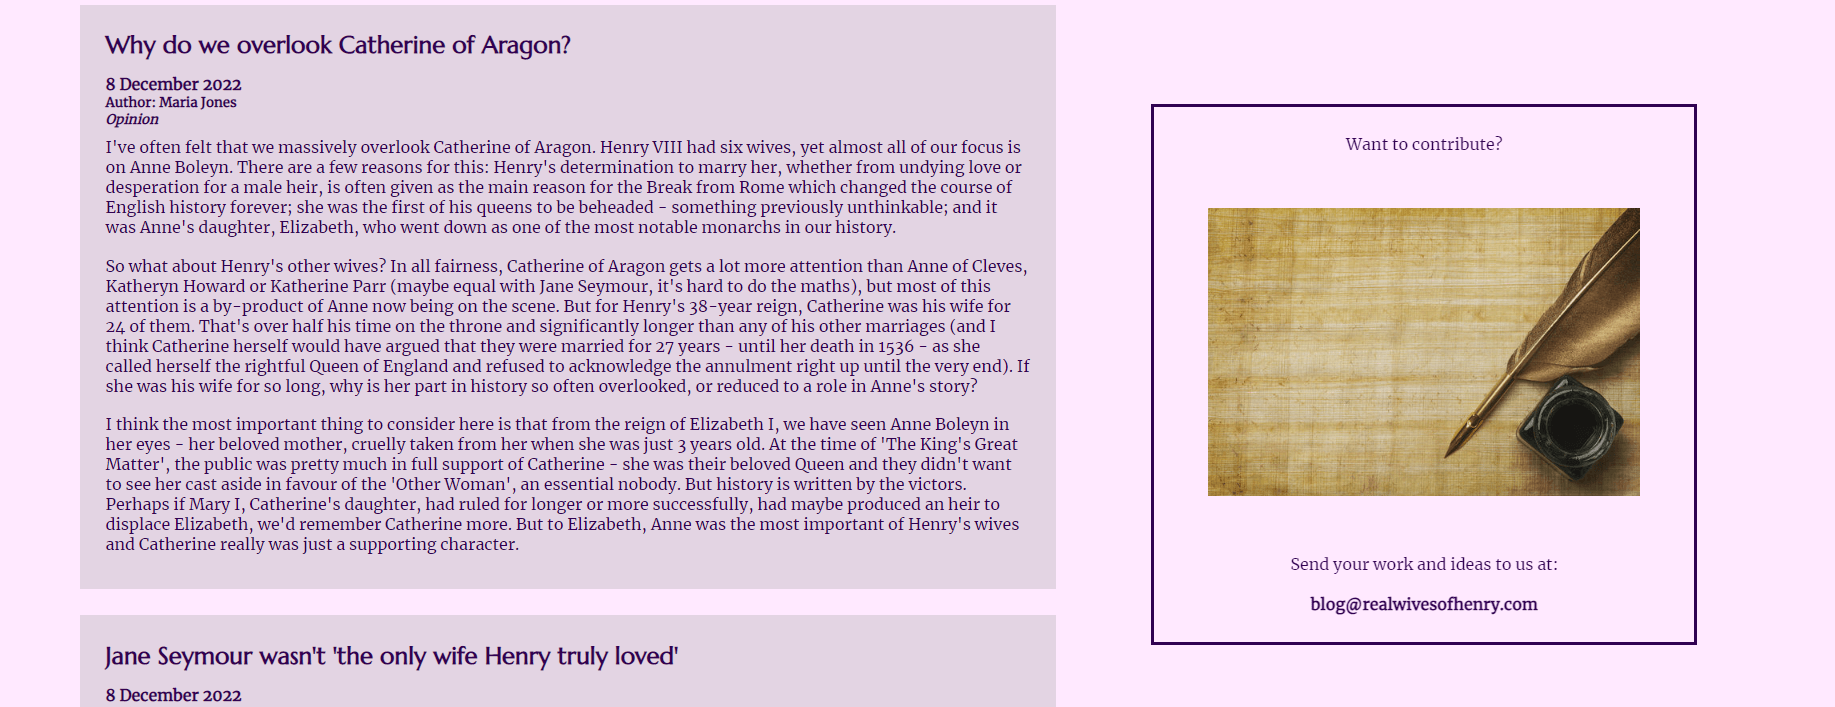 Why do we overlook Catherine of Aragon?
8 December 2022
Author: Maria Jones
Opinion
I've often felt that we massively overlook Catherine of Aragon. Henry VIII had six wives, yet almost all of our focus is
on Anne Boleyn. There are a few reasons for this: Henry's determination to marry her, whether from undying love or
desperation for a male heir, is often given as the main reason for the Break from Rome which changed the course of
English history forever; she was the first of his queens to be beheaded - something previously unthinkable; and it
was Anne's daughter, Elizabeth, who went down as one of the most notable monarchs in our history.
So what about Henry's other wives? In all fairness, Catherine of Aragon gets a lot more attention than Anne of Cleves,
Katheryn Howard or Katherine Parr (maybe equal with Jane Seymour, it's hard to do the maths), but most of this
attention is a by-product of Anne now being on the scene. But for Henry's 38-year reign, Catherine was his wife for
24 of them. That's over half his time on the throne and significantly longer than any of his other marriages (and I
think Catherine herself would have argued that they were married for 27 years - until her death in 1536 - as she
called herself the rightful Queen of England and refused to acknowledge the annulment right up until the very end). If
she was his wife for so long, why is her part in history so often overlooked, or reduced to a role in Anne's story?
I think the most important thing to consider here is that from the reign of Elizabeth I, we have seen Anne Boleyn in
her eyes - her beloved mother, cruelly taken from her when she was just 3 years old. At the time of 'The King's Great
Matter', the public was pretty much in full support of Catherine - she was their beloved Queen and they didn't want
to see her cast aside in favour of the 'Other Woman', an essential nobody. But history is written by the victors.
Perhaps if Mary I, Catherine's daughter, had ruled for longer or more successfully, had maybe produced an heir to
displace Elizabeth, we'd remember Catherine more. But to Elizabeth, Anne was the most important of Henry's wives
and Catherine really was just a supporting character.
Jane Seymour wasn't 'the only wife Henry truly loved'
8 December 2022
Want to contribute?
Send your work and ideas to us at:
blog@realwivesofhenry.com